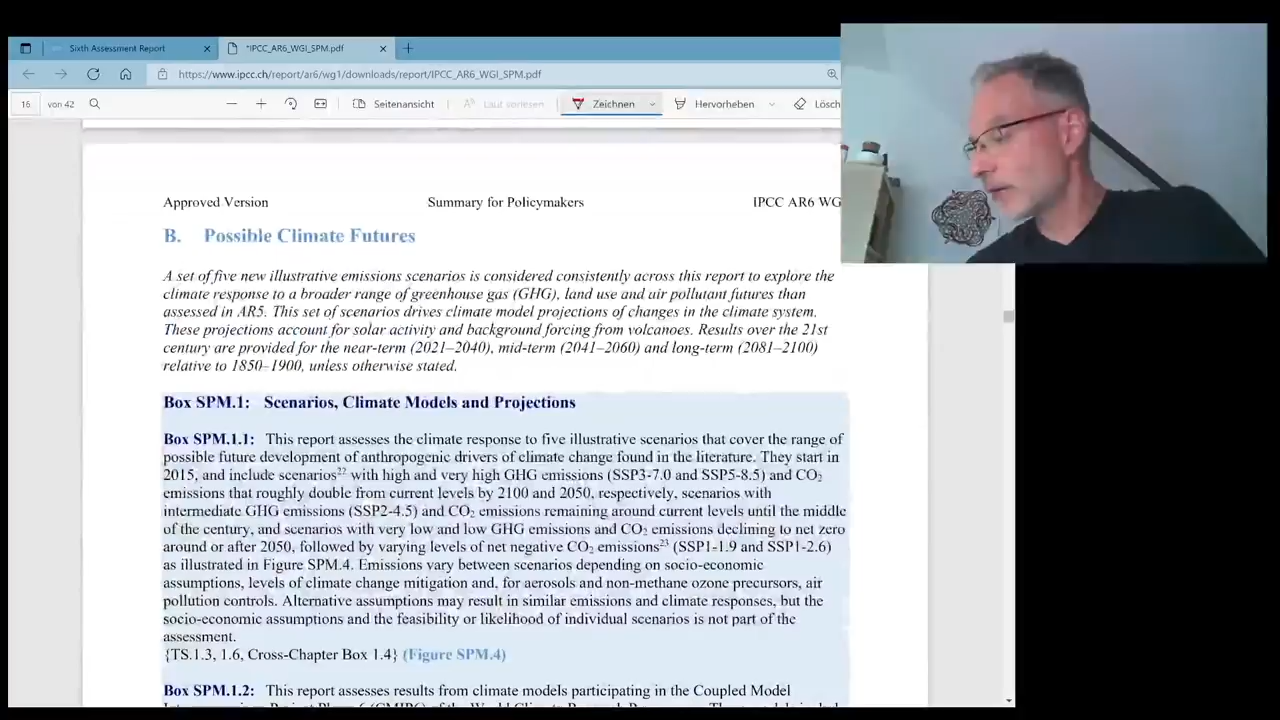 Sixth Assessment Report
*IPCC_AR6_WGI_SPM.pdf
https://www.ipcc.ch/report/ar6/wg1/downloads/report/IPCC_AR6_WGI_SPM.pdf
16 von 42 Seitenansicht Laut vorlesen Zeichnen Hervorheben Lösch
Approved Version Summary for Policymakers IPCC AR6 WG
B. Possible Climate Futures
A set of five new illustrative emissions scenarios is considered consistently across this report to explore the
climate response to a broader range of greenhouse gas (GHG), land use and air pollutant futures than
assessed in AR5. This set of scenarios drives climate model projections of changes in the climate system.
These projections account for solar activity and background forcing from volcanoes. Results over the 21st
century are provided for the near-term (2021–2040), mid-term (2041–2060) and long-term (2081–2100)
relative to 1850–1900, unless otherwise stated.
Box SPM.1: Scenarios, Climate Models and Projections
Box SPM.1.1: This report assesses the climate response to five illustrative scenarios that cover the range of
possible future development of anthropogenic drivers of climate change found in the literature. They start in
2015, and include scenarios²² with high and very high GHG emissions (SSP3-7.0 and SSP5-8.5) and CO₂
emissions that roughly double from current levels by 2100 and 2050, respectively, scenarios with
intermediate GHG emissions (SSP2-4.5) and CO₂ emissions remaining around current levels until the middle
of the century, and scenarios with very low and low GHG emissions and CO₂ emissions declining to net zero
around or after 2050, followed by varying levels of net negative CO₂ emissions²³ (SSP1-1.9 and SSP1-2.6)
as illustrated in Figure SPM.4. Emissions vary between scenarios depending on socio-economic
assumptions, levels of climate change mitigation and, for aerosols and non-methane ozone precursors, air
pollution controls. Alternative assumptions may result in similar emissions and climate responses, but the
socio-economic assumptions and the feasibility or likelihood of individual scenarios is not part of the
assessment.
{TS.1.3, 1.6, Cross-Chapter Box 1.4} (Figure SPM.4)
Box SPM.1.2: This report assesses results from climate models participating in the Coupled Model